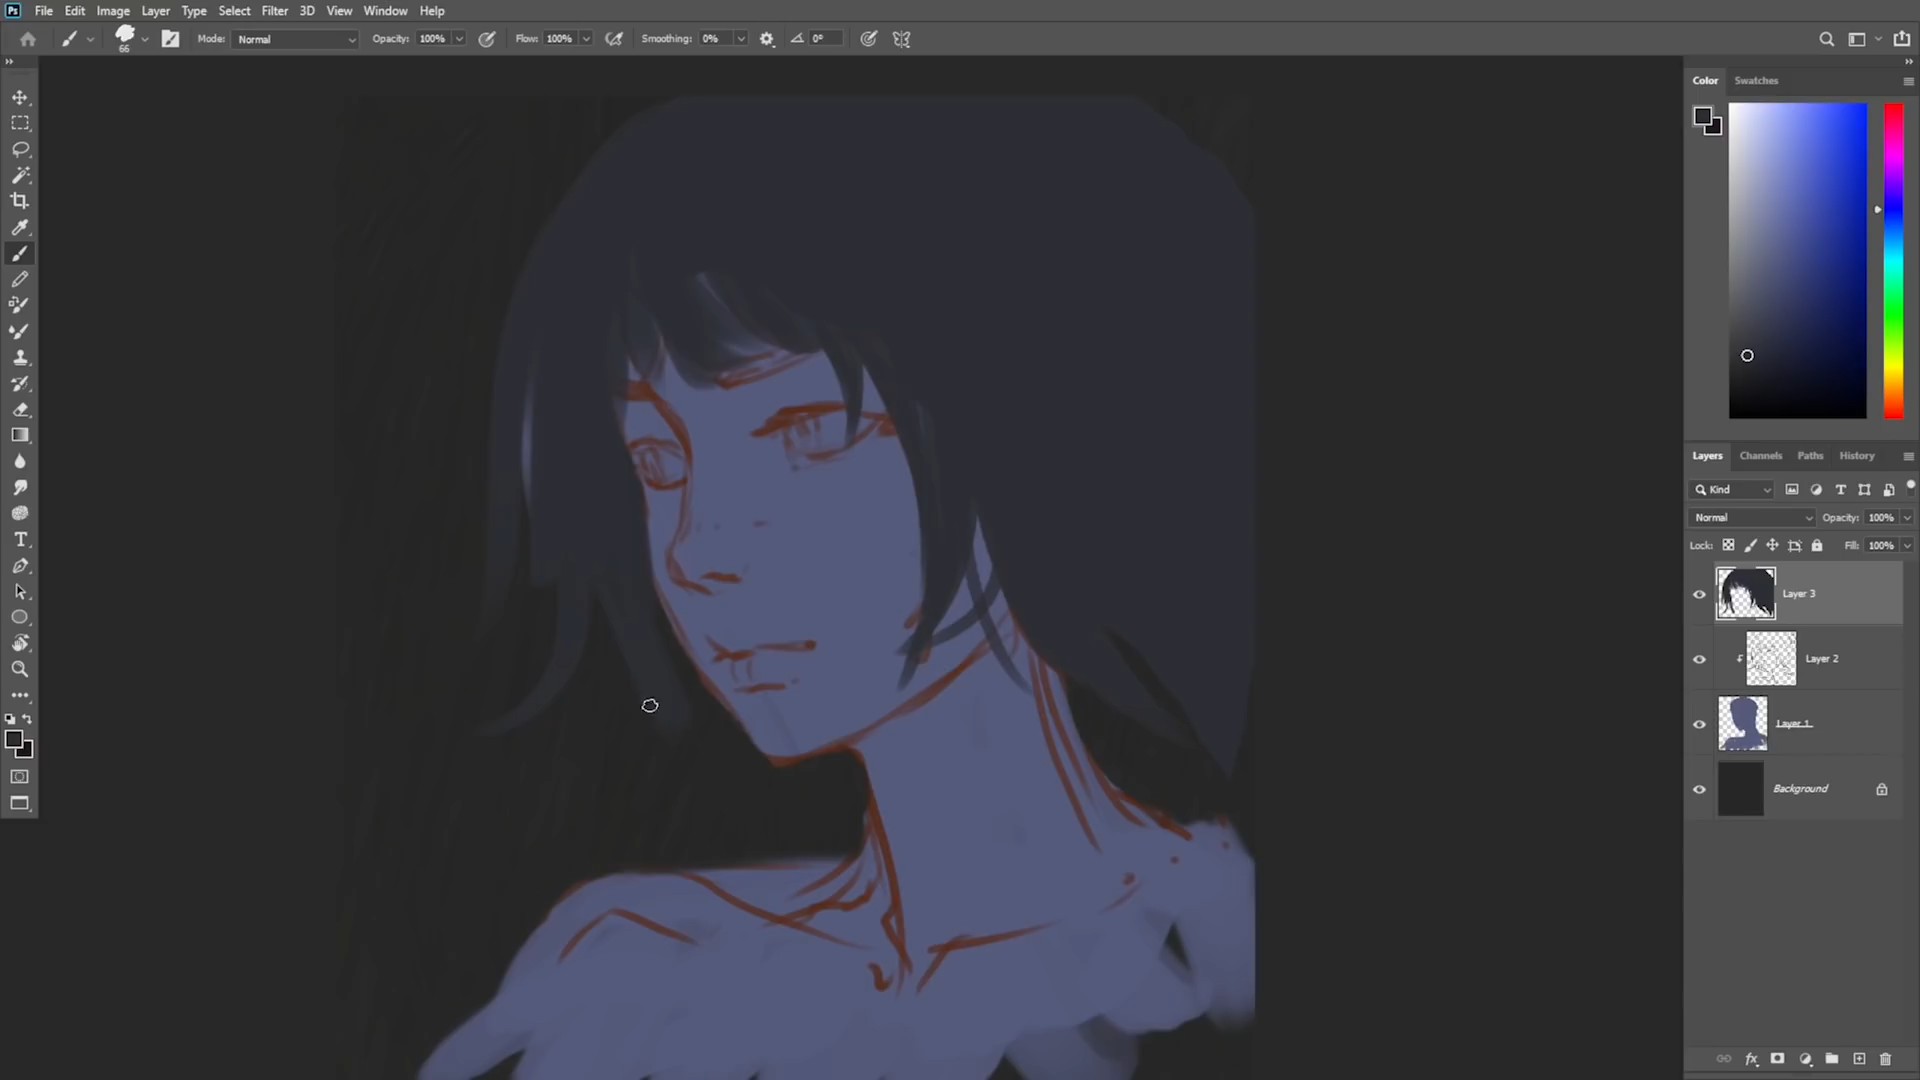 Ps File Edit Image Layer Type Select Filter 3D View Window Help
66 Mode: Normal Opacity: 100% Flow: 100% Smoothing: 0% 0°
Color Swatches
Layers Channels Paths History
Kind
Normal Opacity: 100%
Lock: Fill: 100%
Layer 3
Layer 2
Layer 1
Background